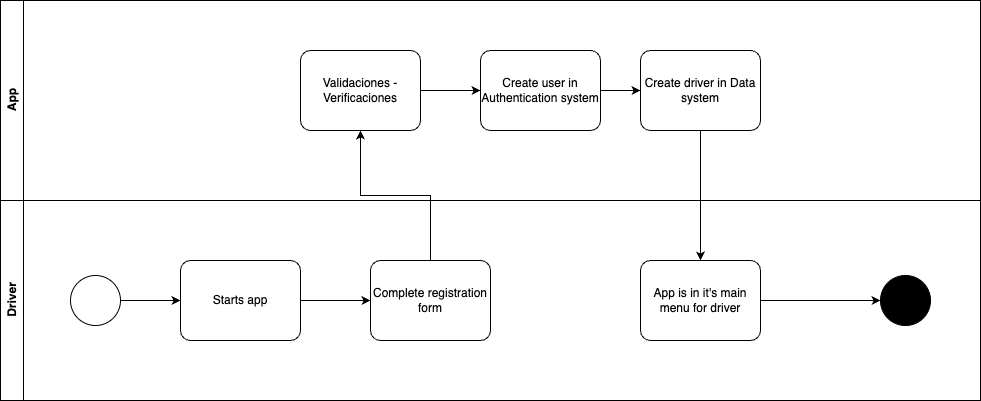 App
Validaciones -
Verificaciones
Create user in
Authentication system
Create driver in Data
system
Driver
Starts app
Complete registration
form
App is in it's main
menu for driver